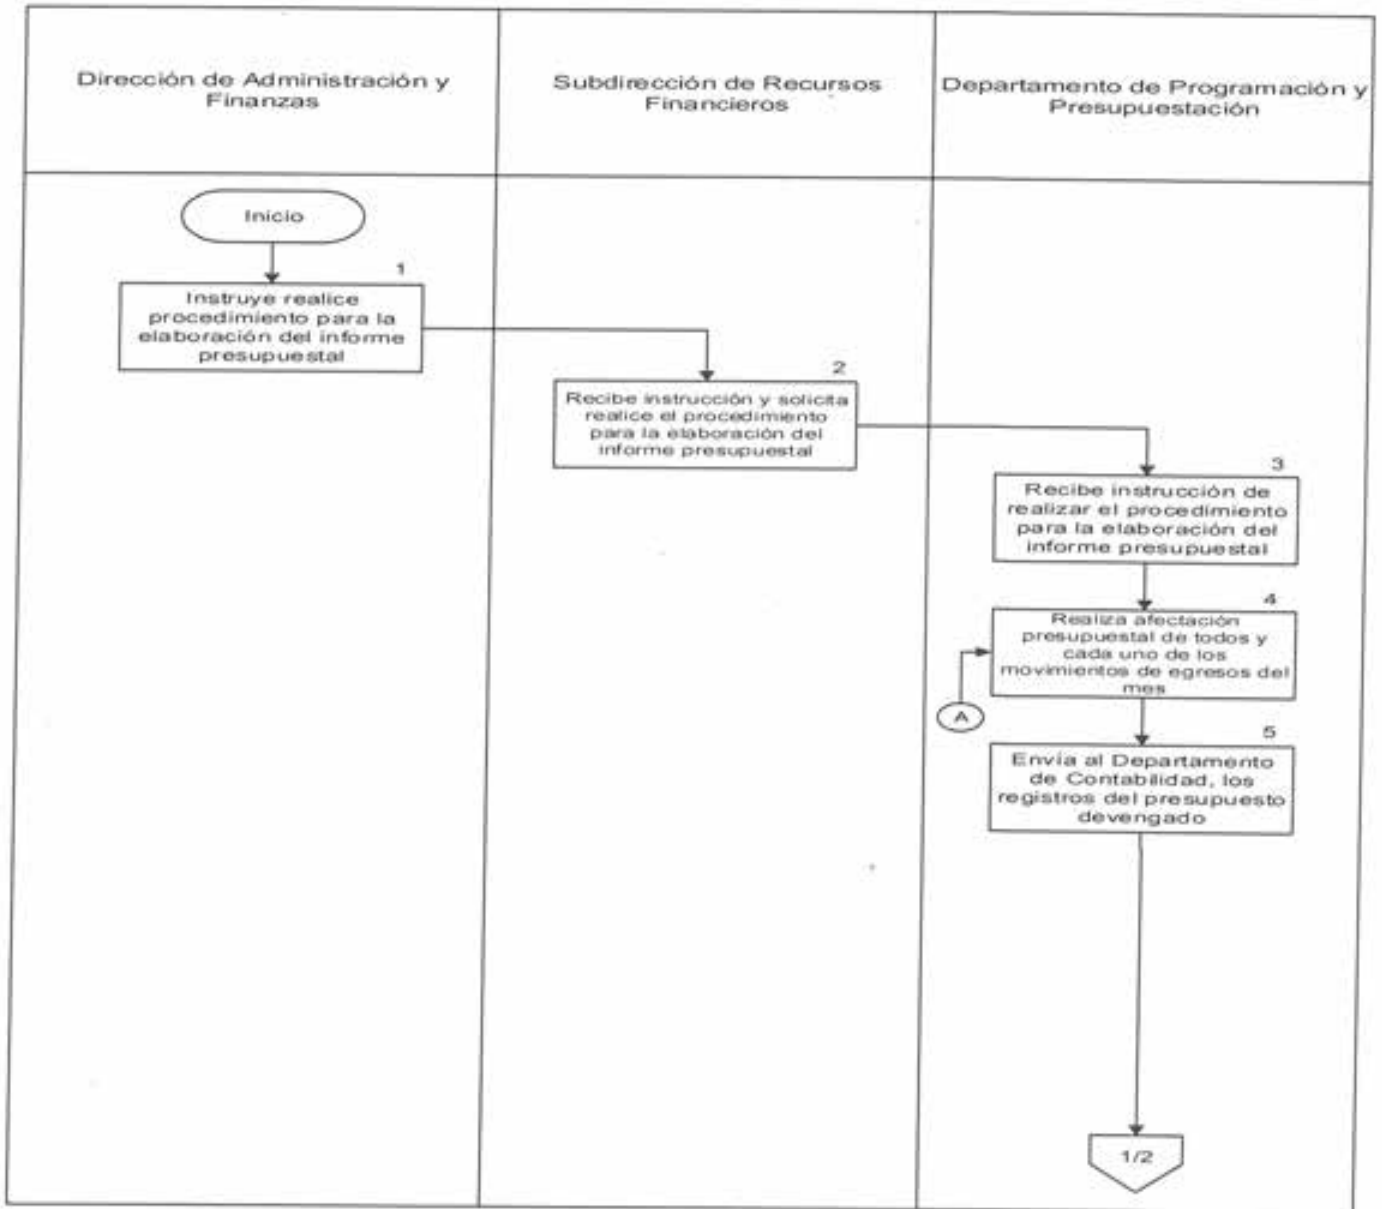 Dirección de Administración y
Finanzas
Subdirección de Recursos
Financieros
Departamento de Programación y
Presupuestación
Inicio
1
Instruye realice
procedimiento para la
elaboración del informe
presupuestal
2
Recibe instrucción y solicita
realice el procedimiento
para la elaboración del
informe presupuestal
3
Recibe instrucción de
realizar el procedimiento
para la elaboración del
informe presupuestal
4
Realiza afectación
presupuestal de todos y
cada uno de los
movimientos de egresos del
mes
A
5
Envía al Departamento
de Contabilidad, los
registros del presupuesto
devengado
1/2